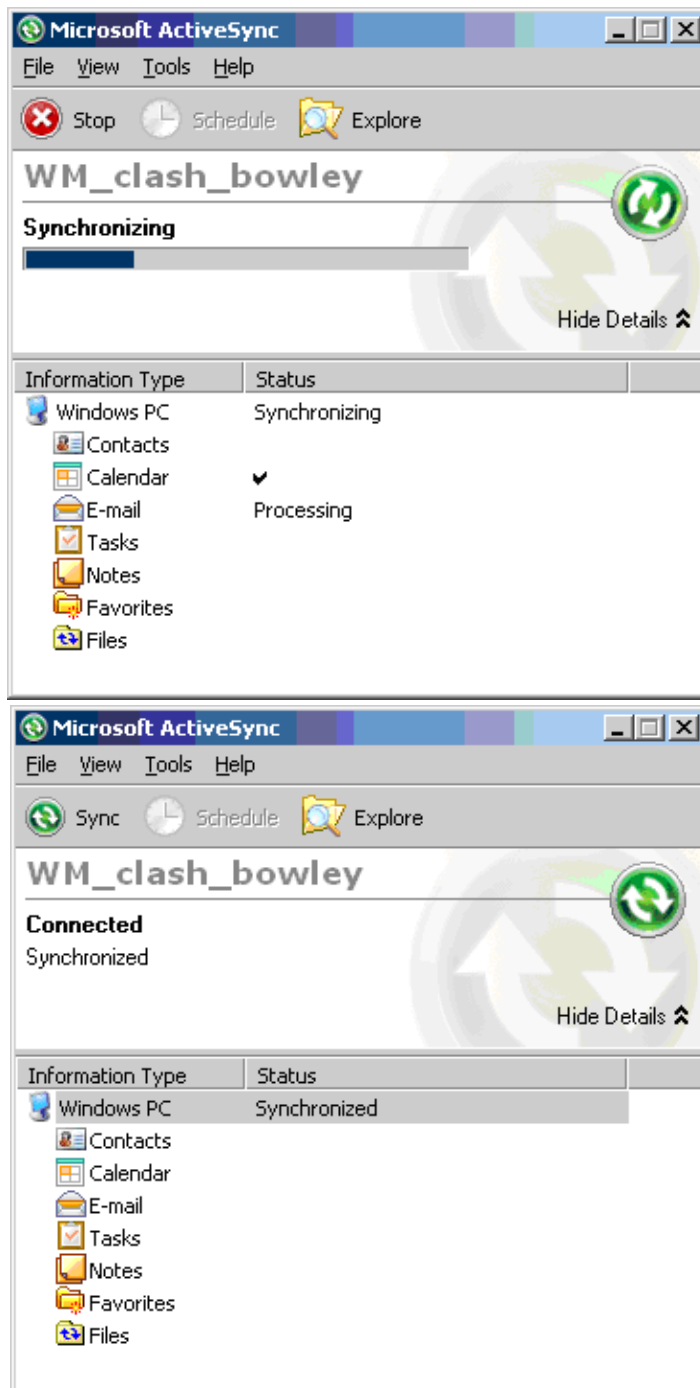 Microsoft ActiveSync
File View Tools Help
Stop Schedule Explore
WM_clash_bowley
Synchronizing
Hide Details
Information Type Status
Windows PC Synchronizing
Contacts
Calendar ✔
E-mail Processing
Tasks
Notes
Favorites
Files
Microsoft ActiveSync
File View Tools Help
Sync Schedule Explore
WM_clash_bowley
Connected
Synchronized
Hide Details
Information Type Status
Windows PC Synchronized
Contacts
Calendar
E-mail
Tasks
Notes
Favorites
Files